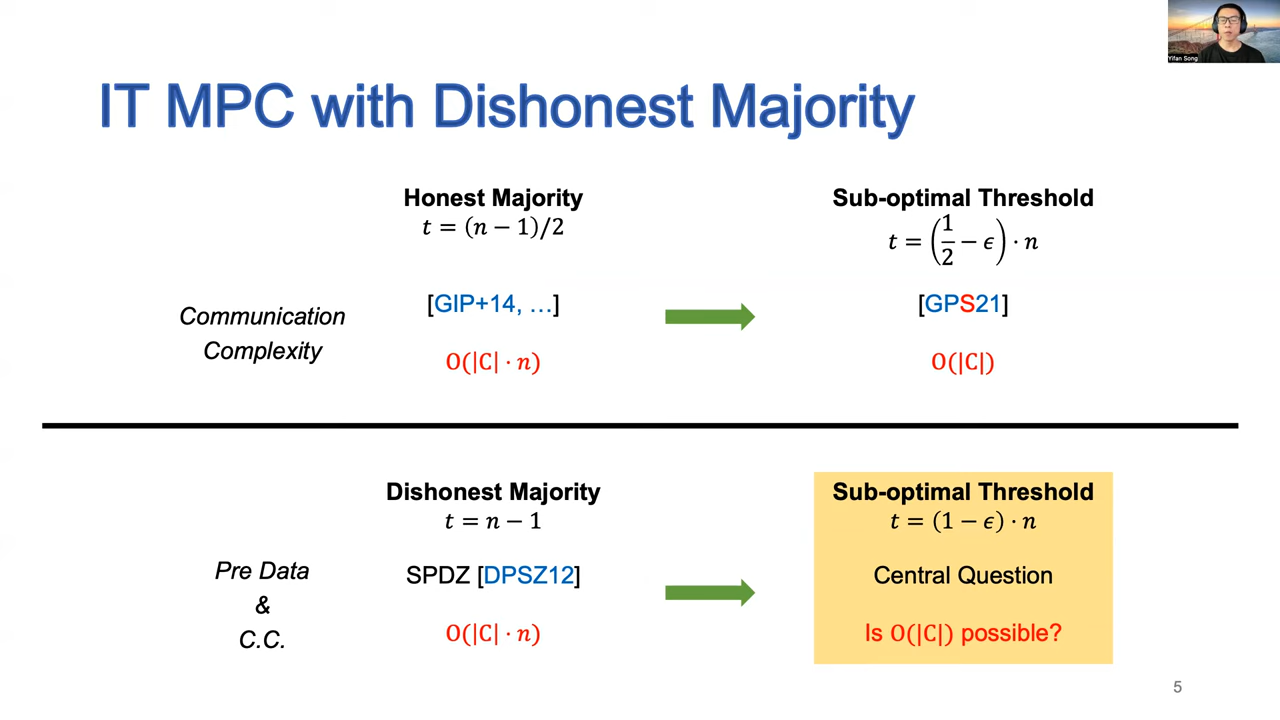 Yifan Song
IT MPC with Dishonest Majority
Honest Majority
t = (n − 1)/2
Sub-optimal Threshold
t = (1/2 − ϵ) · n
Communication
Complexity
[GIP+14, …]
O(|C| · n)
[GPS21]
O(|C|)
Dishonest Majority
t = n − 1
Sub-optimal Threshold
t = (1 − ϵ) · n
Pre Data
&
C.C.
SPDZ [DPSZ12]
O(|C| · n)
Central Question
Is O(|C|) possible?
5